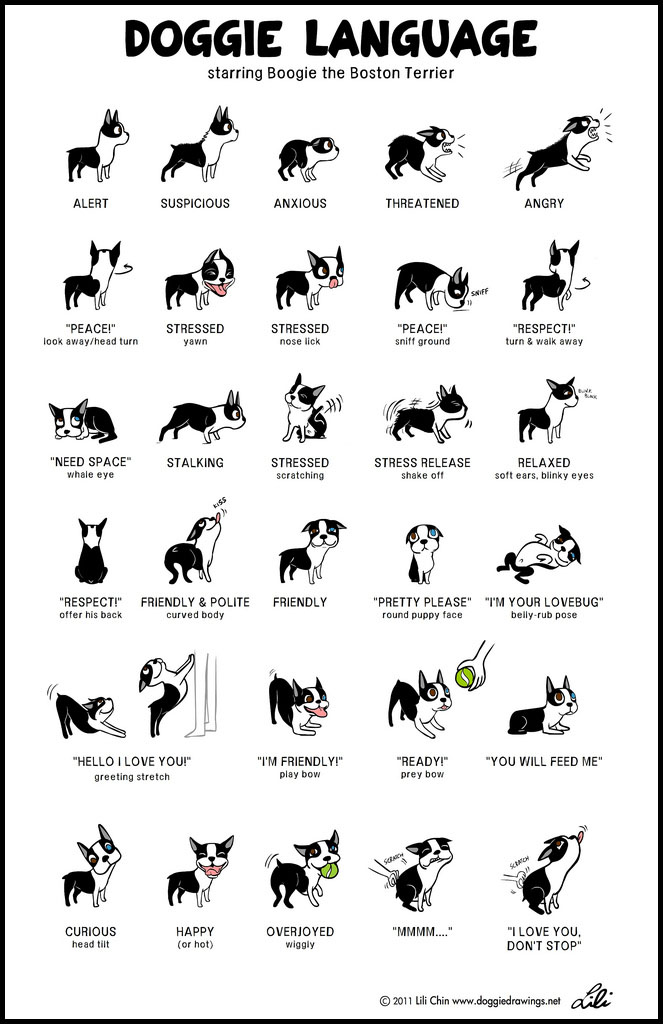 DOGGIE LANGUAGE
starring Boogie the Boston Terrier
ALERT
SUSPICIOUS
ANXIOUS
THREATENED
ANGRY
"PEACE!"
look away/head turn
STRESSED
yawn
STRESSED
nose lick
SNIFF
"PEACE!"
sniff ground
"RESPECT!"
turn & walk away
"NEED SPACE"
whale eye
STALKING
STRESSED
scratching
STRESS RELEASE
shake off
BLINK
BLINK
RELAXED
soft ears, blinky eyes
"RESPECT!"
offer his back
KISS
FRIENDLY & POLITE
curved body
FRIENDLY
"PRETTY PLEASE"
round puppy face
"I'M YOUR LOVEBUG"
belly-rub pose
"HELLO I LOVE YOU!"
greeting stretch
"I'M FRIENDLY!"
play bow
"READY!"
prey bow
"YOU WILL FEED ME"
CURIOUS
head tilt
HAPPY
(or hot)
OVERJOYED
wiggly
SCRATCH
"MMMM...."
SCRATCH
"I LOVE YOU,
DON'T STOP"
© 2011 Lili Chin www.doggiedrawings.net
Lili